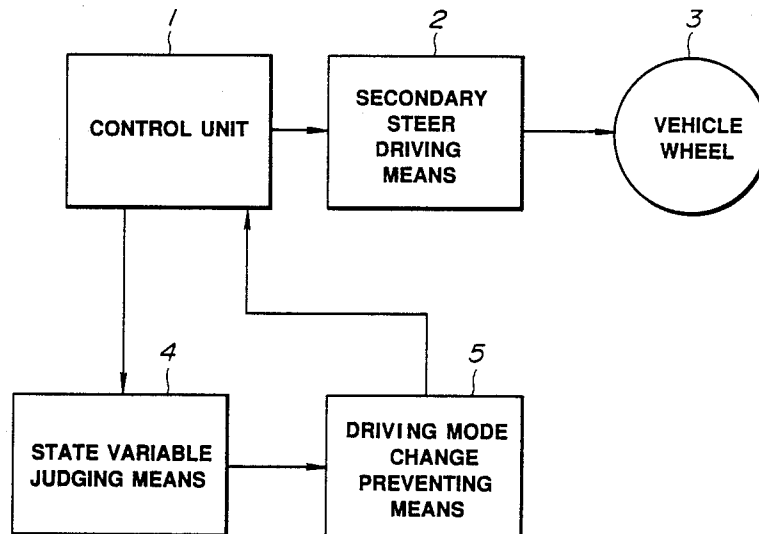 1
2
3
CONTROL UNIT
SECONDARY
STEER
DRIVING
MEANS
VEHICLE
WHEEL
4
5
STATE VARIABLE
JUDGING MEANS
DRIVING MODE
CHANGE
PREVENTING
MEANS